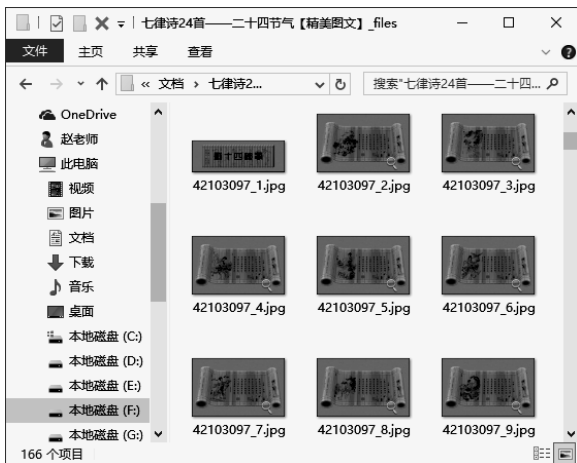 七律诗24首——二十四节气【精美图文】_files
文件 主页 共享 查看
« 文档 › 七律诗2... 搜索"七律诗24首——二十四...
OneDrive
赵老师
此电脑
视频
图片
文档
下载
音乐
桌面
本地磁盘 (C:)
本地磁盘 (D:)
本地磁盘 (E:)
本地磁盘 (F:)
本地磁盘 (G:)
42103097_1.jpg 42103097_2.jpg 42103097_3.jpg
42103097_4.jpg 42103097_5.jpg 42103097_6.jpg
42103097_7.jpg 42103097_8.jpg 42103097_9.jpg
166 个项目